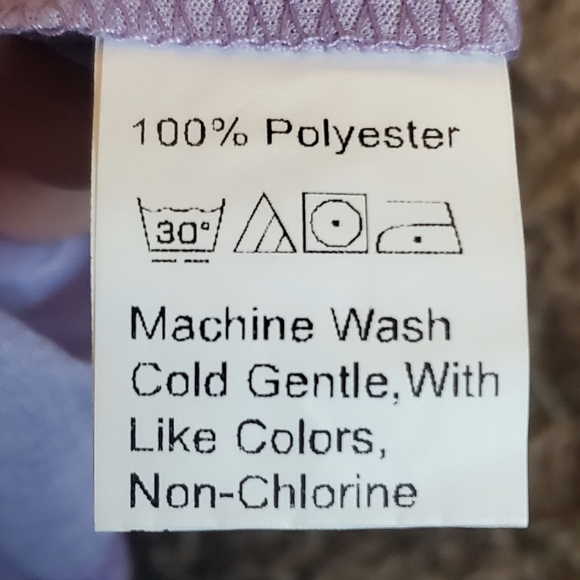 100% Polyester
30°
Machine Wash
Cold Gentle,With
Like Colors,
Non-Chlorine